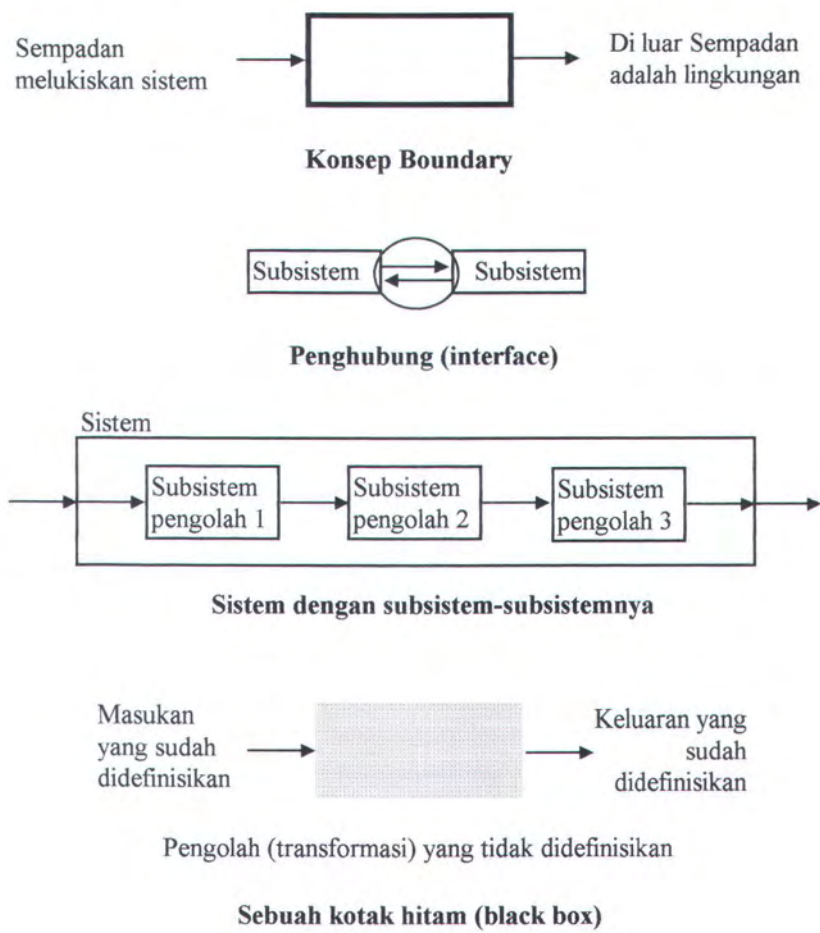 Sempadan
melukiskan sistem
Di luar Sempadan
adalah lingkungan
Konsep Boundary
Subsistem
Subsistem
Penghubung (interface)
Sistem
Subsistem
pengolah 1
Subsistem
pengolah 2
Subsistem
pengolah 3
Sistem dengan subsistem-subsistemnya
Masukan
yang sudah
didefinisikan
Keluaran yang
sudah
didefinisikan
Pengolah (transformasi) yang tidak didefinisikan
Sebuah kotak hitam (black box)